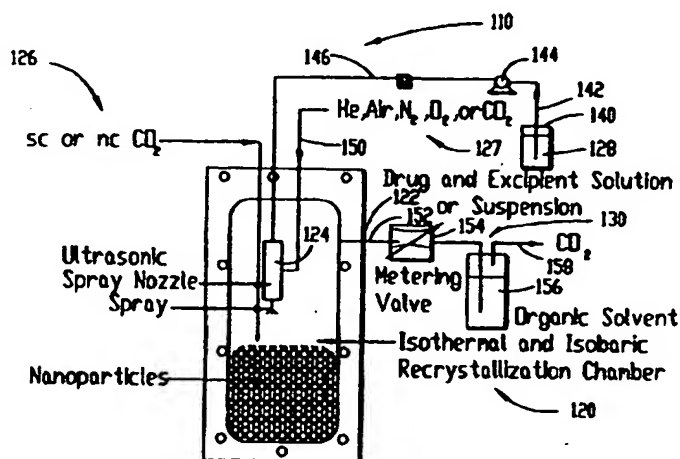 110
126
146
144
142
He, Air, N₂, O₂, or CO₂
140
sc or nc CO₂
150
127
128
Drug and Excipient Solution
or Suspension
122
152
154
130
124
CO₂
158
Ultrasonic
Spray Nozzle
Spray
Metering
Valve
156
Organic Solvent
Isothermal and Isobaric
Recrystallization Chamber
Nanoparticles
120